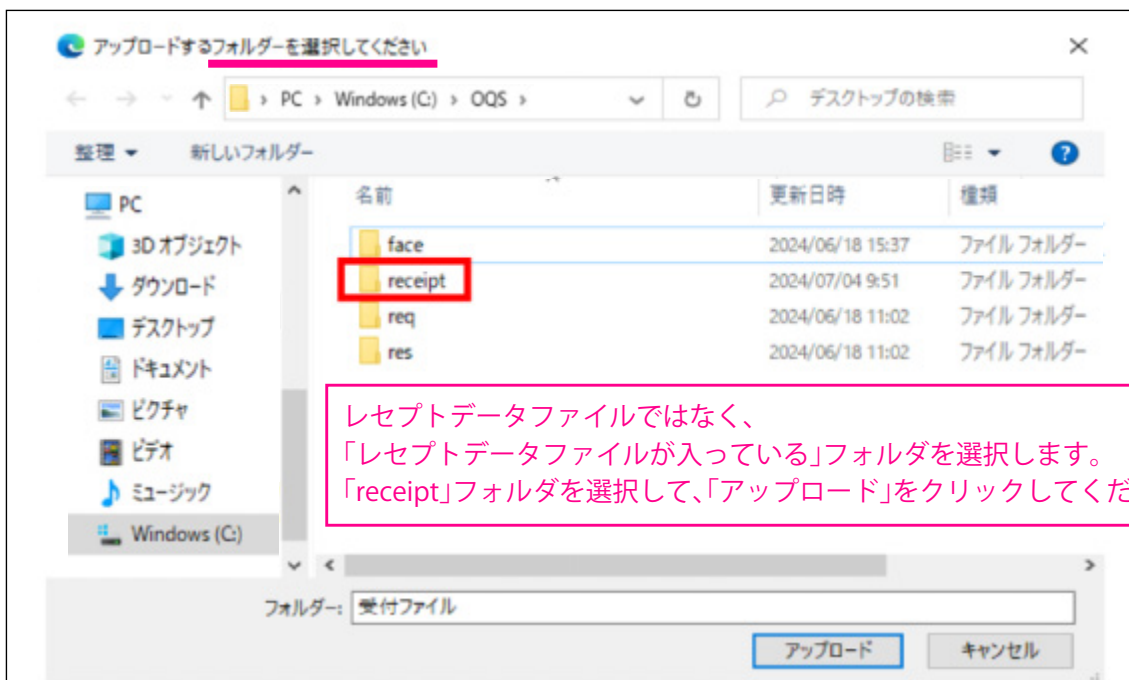 アップロードするフォルダーを選択してください
PC > Windows (C:) > OQS >
デスクトップの検索
整理 新しいフォルダー
名前 更新日時 種類
face 2024/06/18 15:37 ファイル フォルダー
receipt 2024/07/04 9:51 ファイル フォルダー
req 2024/06/18 11:02 ファイル フォルダー
res 2024/06/18 11:02 ファイル フォルダー
PC
3D オブジェクト
ダウンロード
デスクトップ
ドキュメント
ピクチャ
ビデオ
ミュージック
Windows (C:)
レセプトデータファイルではなく、
「レセプトデータファイルが入っている」フォルダを選択します。
「receipt」フォルダを選択して、「アップロード」をクリックしてくだ
フォルダー: 受付ファイル
アップロード キャンセル